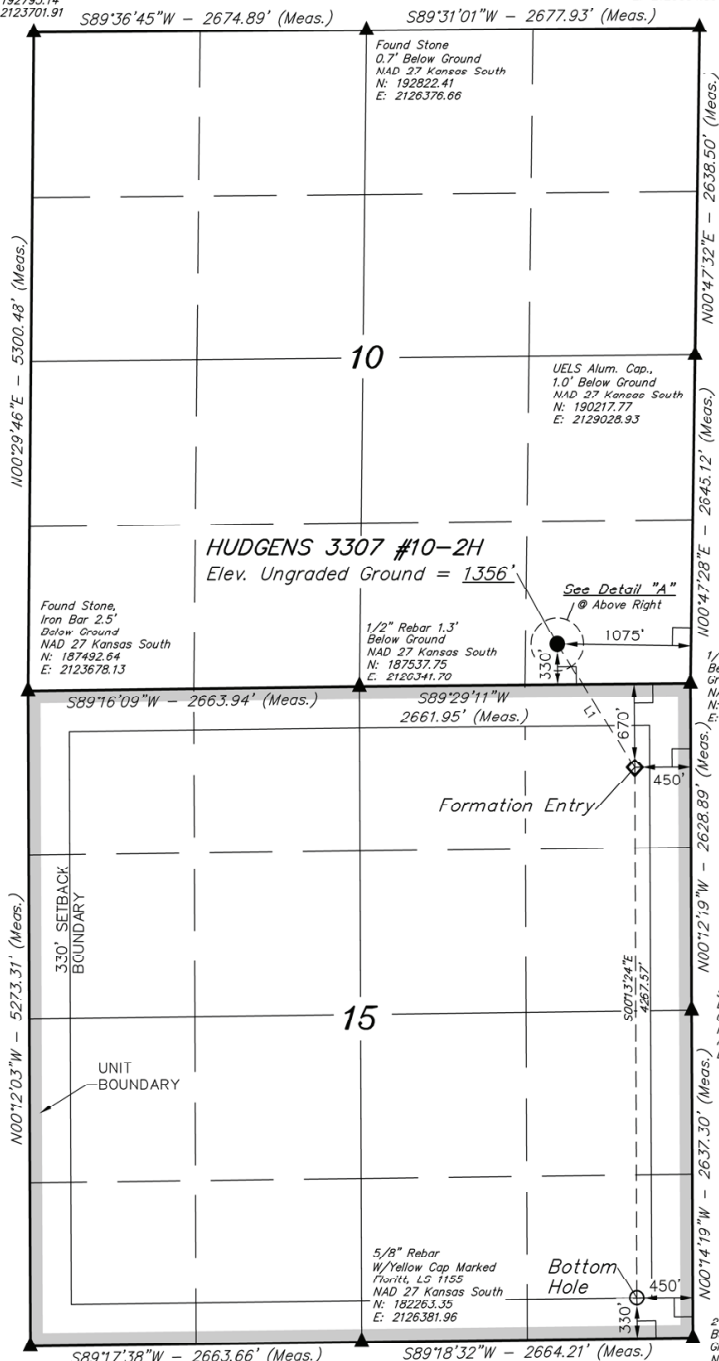 2123701.91
S89°36'45"W - 2674.89' (Meas.)
S89°31'01"W - 2677.93' (Meas.)
Found Stone
0.7' Below Ground
NAD 27 Kansas South
N: 192822.41
E: 2126376.66
N00°47'32"E - 2638.50' (Meas.)
N00°29'46"E - 5300.48' (Meas.)
10
UELS Alum. Cap.,
1.0' Below Ground
NAD 27 Kansas South
N: 190217.77
E: 2129028.93
N00°47'28"E - 2645.12' (Meas.)
HUDGENS 3307 #10-2H
Elev. Ungraded Ground = 1356'
See Detail "A"
@ Above Right
1075'
330'
Found Stone,
Iron Bar 2.5'
Below Ground
NAD 27 Kansas South
N: 187492.64
E: 2123678.13
1/2" Rebar 1.3'
Below Ground
NAD 27 Kansas South
N: 187537.75
E: 2126341.70
S89°16'09"W - 2663.94' (Meas.)
S89°29'11"W
2661.95' (Meas.)
L1
670'
450'
Formation Entry
N00°12'19"W - 2628.89' (Meas.)
330' SETBACK
BOUNDARY
N00°12'03"W - 5273.31' (Meas.)
S00°13'24"E
4267.57'
15
UNIT
BOUNDARY
N00°14'19"W - 2637.30' (Meas.)
5/8" Rebar
W/Yellow Cap Marked
LS 1155
NAD 27 Kansas South
N: 182263.35
E: 2126381.96
Bottom
Hole
450'
330'
S89°17'38"W - 2663.66' (Meas.)
S89°18'32"W - 2664.21' (Meas.)